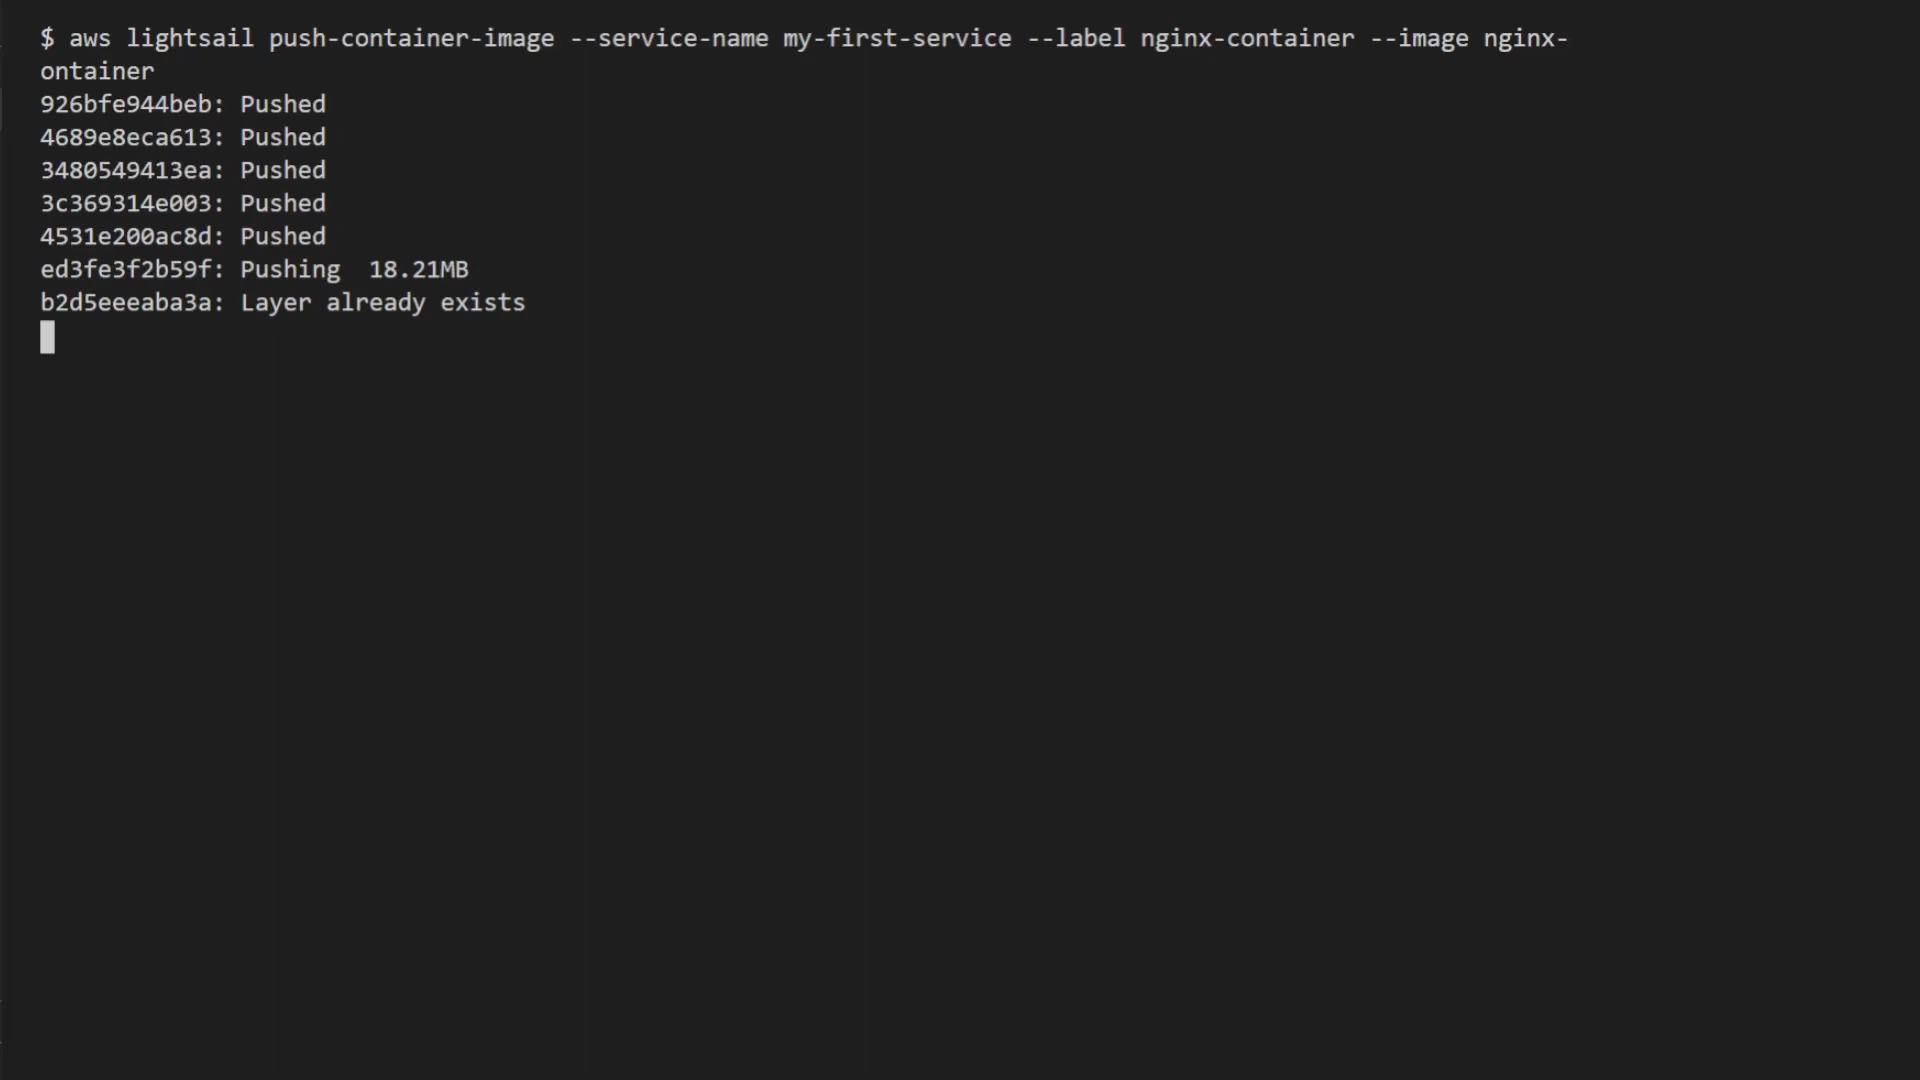 $ aws lightsail push-container-image --service-name my-first-service --label nginx-container --image nginx-
ontainer
926bfe944beb: Pushed
4689e8eca613: Pushed
3480549413ea: Pushed
3c369314e003: Pushed
4531e200ac8d: Pushed
ed3fe3f2b59f: Pushing  18.21MB
b2d5eeeaba3a: Layer already exists